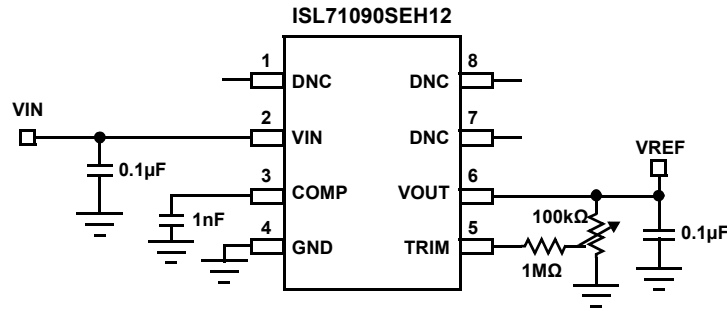 ISL71090SEH12
1
DNC
8
DNC
VIN
2
VIN
7
DNC
0.1µF
3
COMP
6
VOUT
VREF
1nF
4
GND
5
TRIM
100kΩ
1MΩ
0.1µF